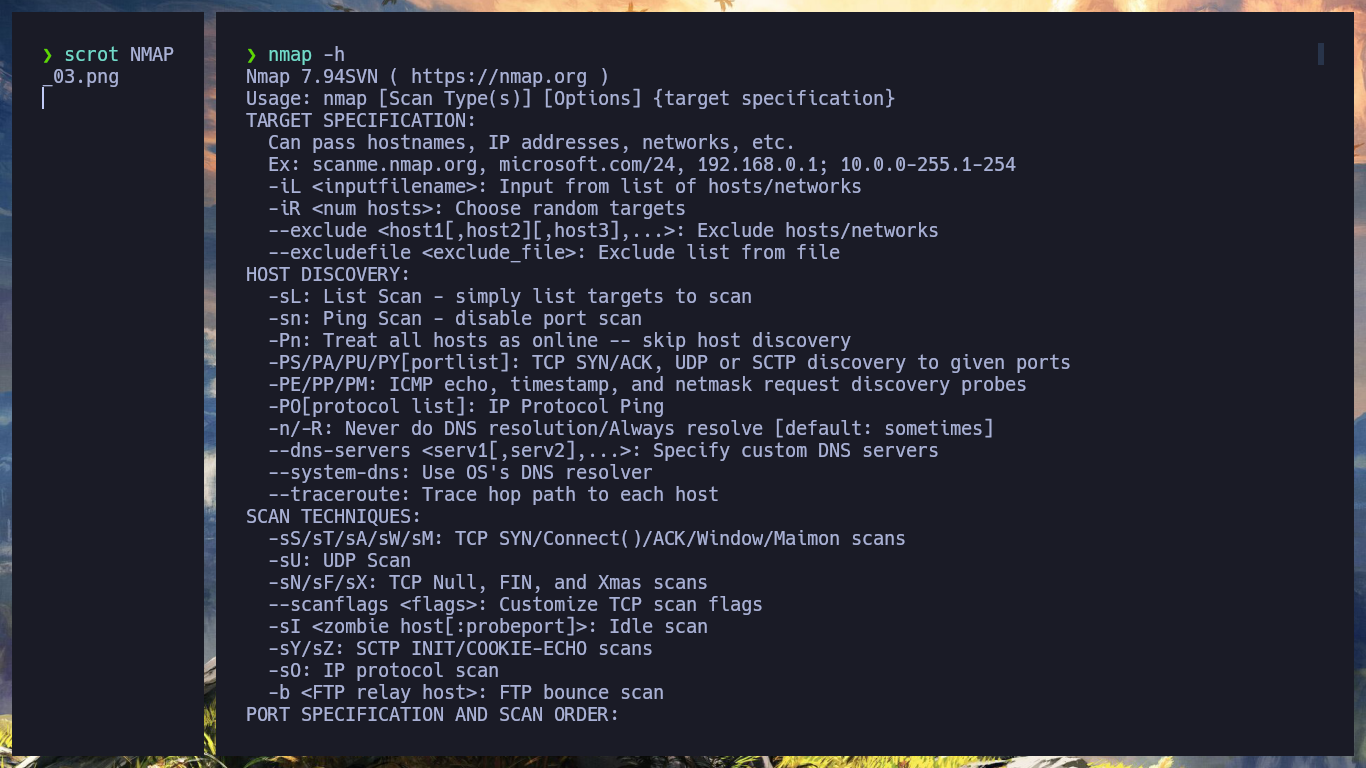 ❯ scrot NMAP
_03.png
❯ nmap -h
Nmap 7.94SVN ( https://nmap.org )
Usage: nmap [Scan Type(s)] [Options] {target specification}
TARGET SPECIFICATION:
  Can pass hostnames, IP addresses, networks, etc.
  Ex: scanme.nmap.org, microsoft.com/24, 192.168.0.1; 10.0.0-255.1-254
  -iL <inputfilename>: Input from list of hosts/networks
  -iR <num hosts>: Choose random targets
  --exclude <host1[,host2][,host3],...>: Exclude hosts/networks
  --excludefile <exclude_file>: Exclude list from file
HOST DISCOVERY:
  -sL: List Scan - simply list targets to scan
  -sn: Ping Scan - disable port scan
  -Pn: Treat all hosts as online -- skip host discovery
  -PS/PA/PU/PY[portlist]: TCP SYN/ACK, UDP or SCTP discovery to given ports
  -PE/PP/PM: ICMP echo, timestamp, and netmask request discovery probes
  -PO[protocol list]: IP Protocol Ping
  -n/-R: Never do DNS resolution/Always resolve [default: sometimes]
  --dns-servers <serv1[,serv2],...>: Specify custom DNS servers
  --system-dns: Use OS's DNS resolver
  --traceroute: Trace hop path to each host
SCAN TECHNIQUES:
  -sS/sT/sA/sW/sM: TCP SYN/Connect()/ACK/Window/Maimon scans
  -sU: UDP Scan
  -sN/sF/sX: TCP Null, FIN, and Xmas scans
  --scanflags <flags>: Customize TCP scan flags
  -sI <zombie host[:probeport]>: Idle scan
  -sY/sZ: SCTP INIT/COOKIE-ECHO scans
  -sO: IP protocol scan
  -b <FTP relay host>: FTP bounce scan
PORT SPECIFICATION AND SCAN ORDER: